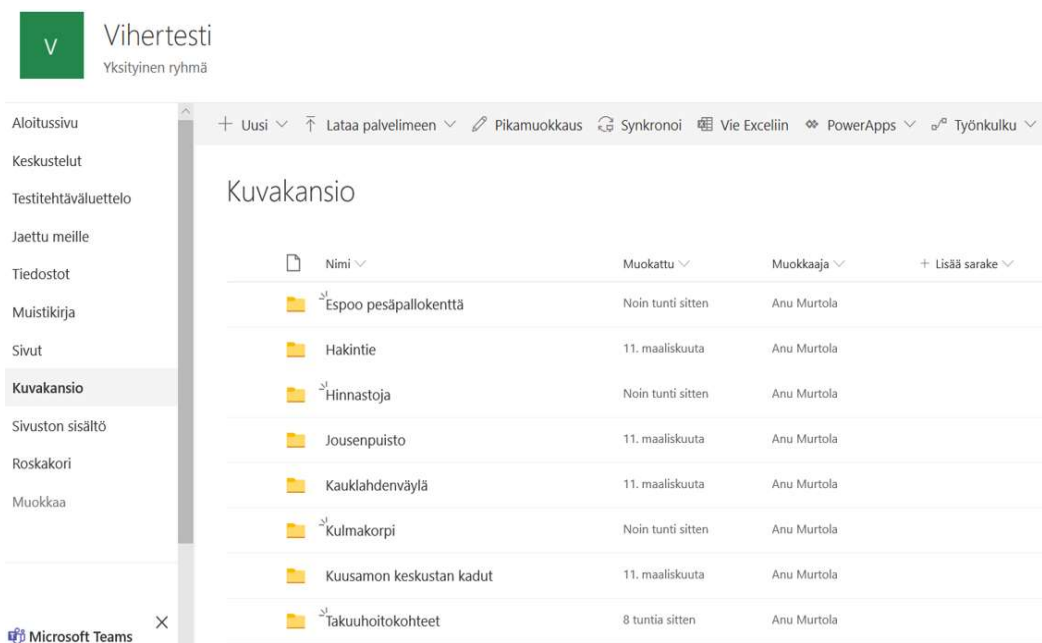 V
Vihertesti
Yksityinen ryhmä
Aloitussivu
Keskustelut
Testitehtäväluettelo
Jaettu meille
Tiedostot
Muistikirja
Sivut
Kuvakansio
Sivuston sisältö
Roskakori
Muokkaa
Microsoft Teams
Uusi Lataa palvelimeen Pikamuokkaus Synkronoi Vie Exceliin PowerApps Työnkulku
Kuvakansio
Nimi Muokattu Muokkaaja + Lisää sarake
Espoo pesäpallokenttä Noin tunti sitten Anu Murtola
Hakintie 11. maaliskuuta Anu Murtola
Hinnastoja Noin tunti sitten Anu Murtola
Jousenpuisto 11. maaliskuuta Anu Murtola
Kauklahdenväylä 11. maaliskuuta Anu Murtola
Kulmakorpi Noin tunti sitten Anu Murtola
Kuusamon keskustan kadut 11. maaliskuuta Anu Murtola
Takuuhoitokohteet 8 tuntia sitten Anu Murtola